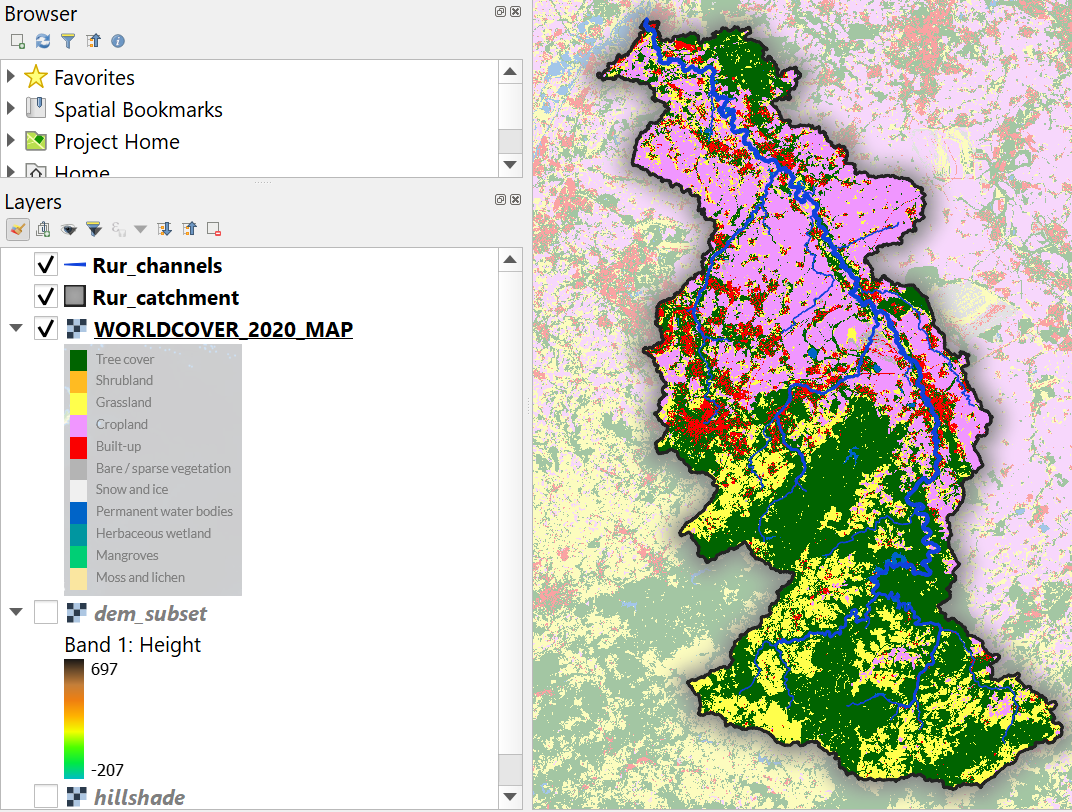 Browser
Favorites
Spatial Bookmarks
Project Home
Home
Layers
Rur_channels
Rur_catchment
WORLDCOVER_2020_MAP
Tree cover
Shrubland
Grassland
Cropland
Built-up
Bare / sparse vegetation
Snow and ice
Permanent water bodies
Herbaceous wetland
Mangroves
Moss and lichen
dem_subset
Band 1: Height
697
-207
hillshade